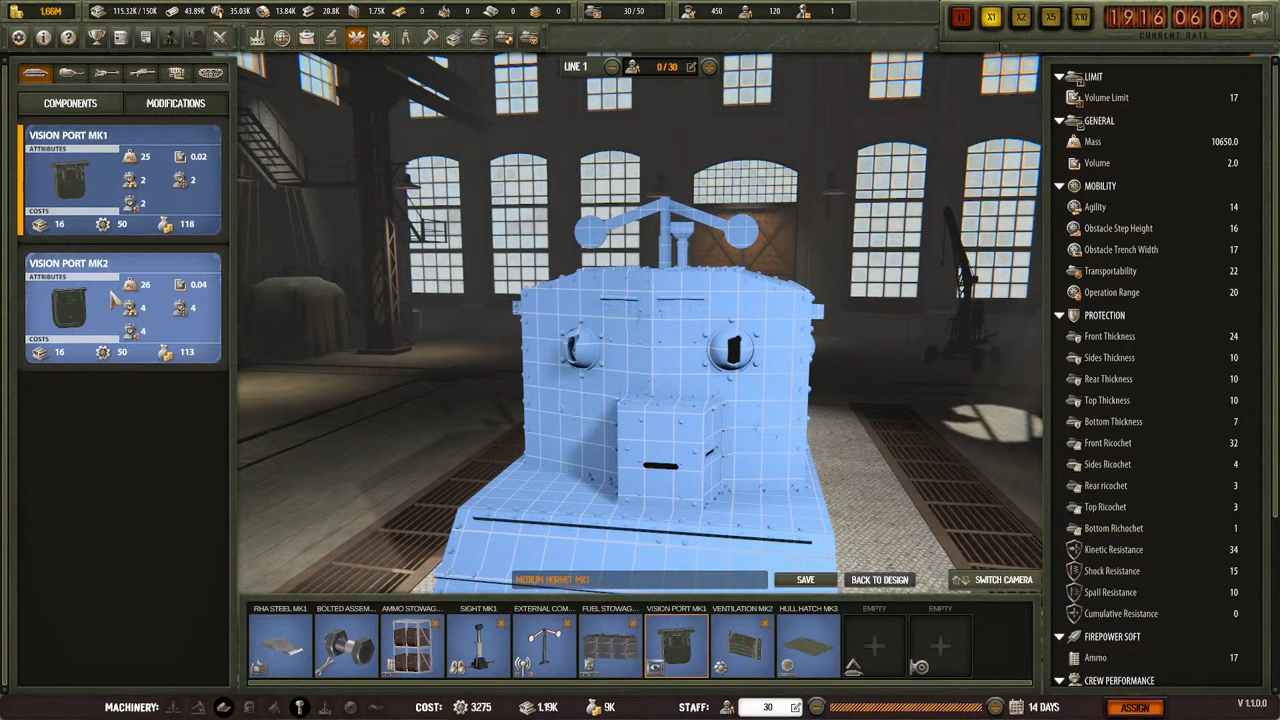 1.66M 115.32K/150K 43.89K 35.03K 13.84K 20.8K 1.75K 0 0 0 0 0 30/50 450 120 1
X1 X2 X5 X10 1916 06 09
CURRENT DATE
LINE 1 0/30
COMPONENTS MODIFICATIONS
VISION PORT MK1
ATTRIBUTES
25 0.02
2 2
2
COSTS
16 50 118
VISION PORT MK2
ATTRIBUTES
26 0.04
4 4
4
COSTS
16 50 113
LIMIT
Volume Limit 17
GENERAL
Mass 10650.0
Volume 2.0
MOBILITY
Agility 14
Obstacle Step Height 16
Obstacle Trench Width 17
Transportability 22
Operation Range 20
PROTECTION
Front Thickness 24
Sides Thickness 10
Rear Thickness 10
Top Thickness 10
Bottom Thickness 7
Front Ricochet 32
Sides Ricochet 4
Rear ricochet 3
Top Ricochet 3
Bottom Richochet 1
Kinetic Resistance 34
Shock Resistance 15
Spall Resistance 10
Cumulative Resistance 0
FIREPOWER SOFT
Ammo 17
CREW PERFORMANCE
MEDIUM HORNET MK1 SAVE BACK TO DESIGN SWITCH CAMERA
RHA STEEL MK1 BOLTED ASSEM... AMMO STOWAG... SIGHT MK1 EXTERNAL COM... FUEL STOWAG... VISION PORT MK1 VENTILATION MK2 HULL HATCH MK3 EMPTY EMPTY
MACHINERY: COST: 3275 1.19K 9K STAFF: 30 14 DAYS ASSIGN V 1.1.0.0